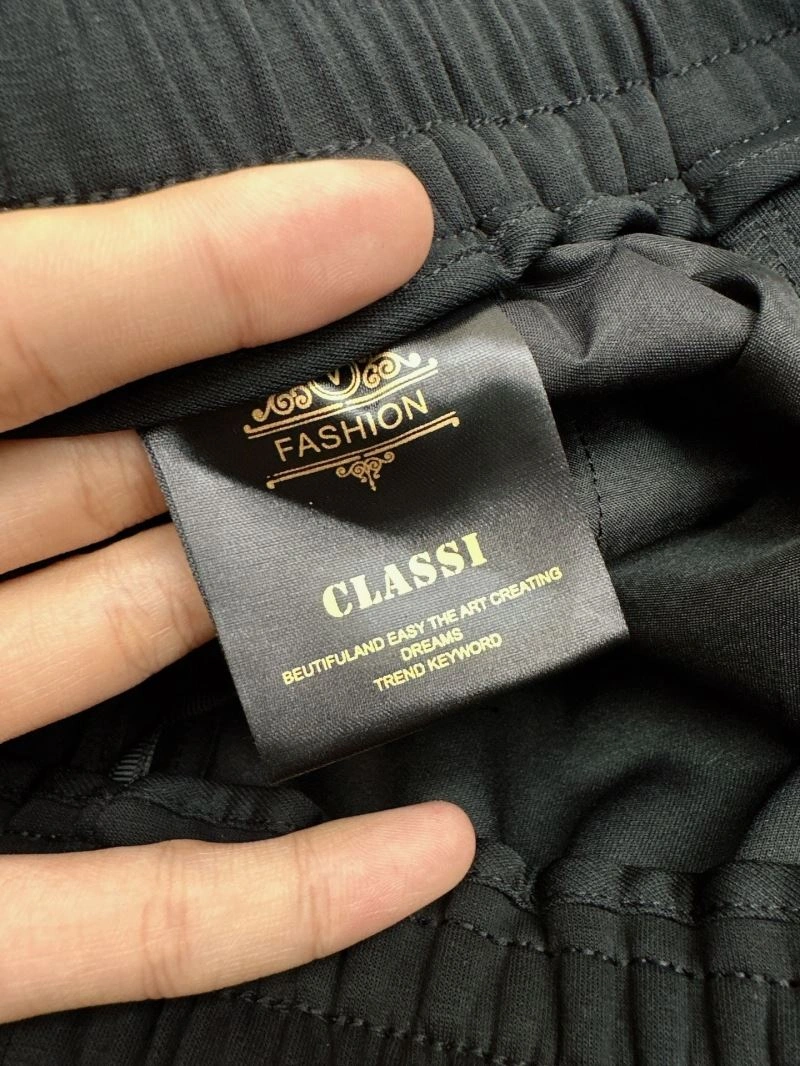 FASHION
CLASSI
BEUTIFULAND EASY THE ART CREATING
DREAMS
TREND KEYWORD